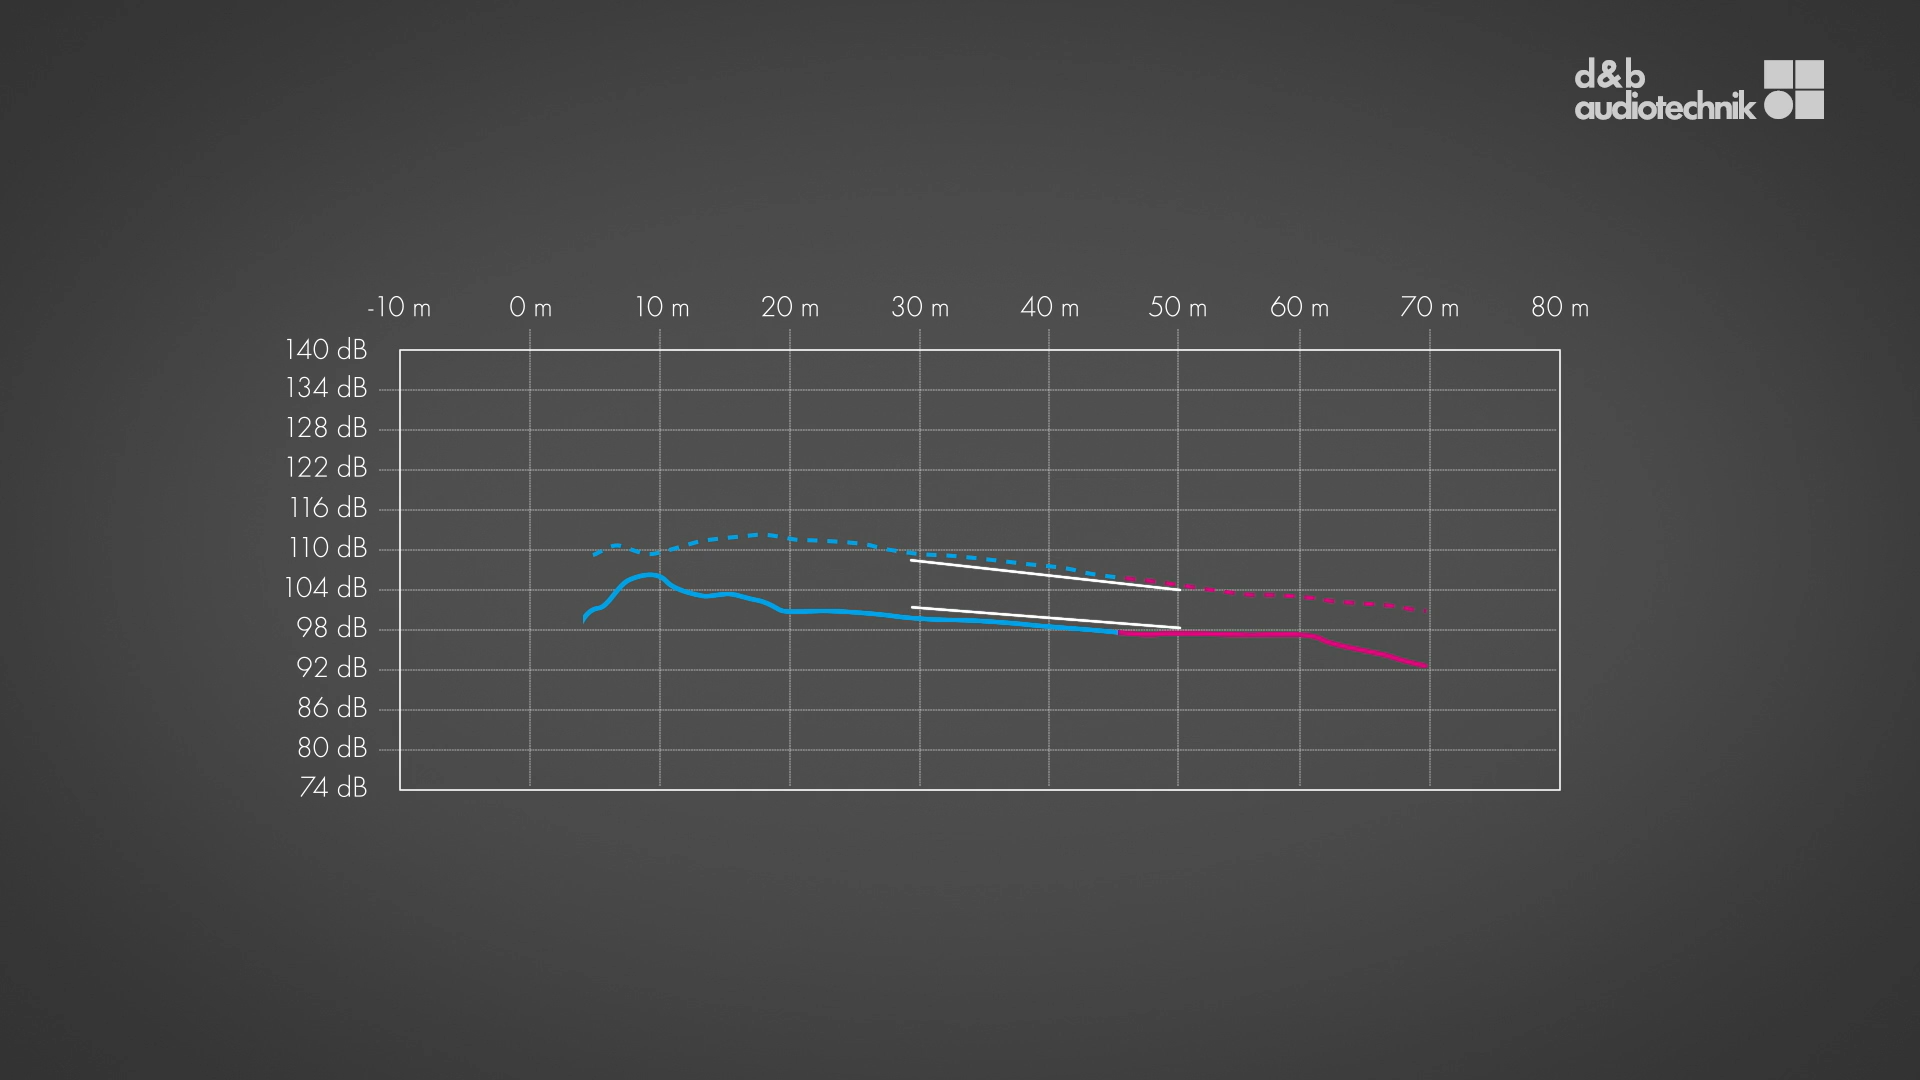 d&b
audiotechnik
-10 m 0 m 10 m 20 m 30 m 40 m 50 m 60 m 70 m 80 m
140 dB
134 dB
128 dB
122 dB
116 dB
110 dB
104 dB
98 dB
92 dB
86 dB
80 dB
74 dB